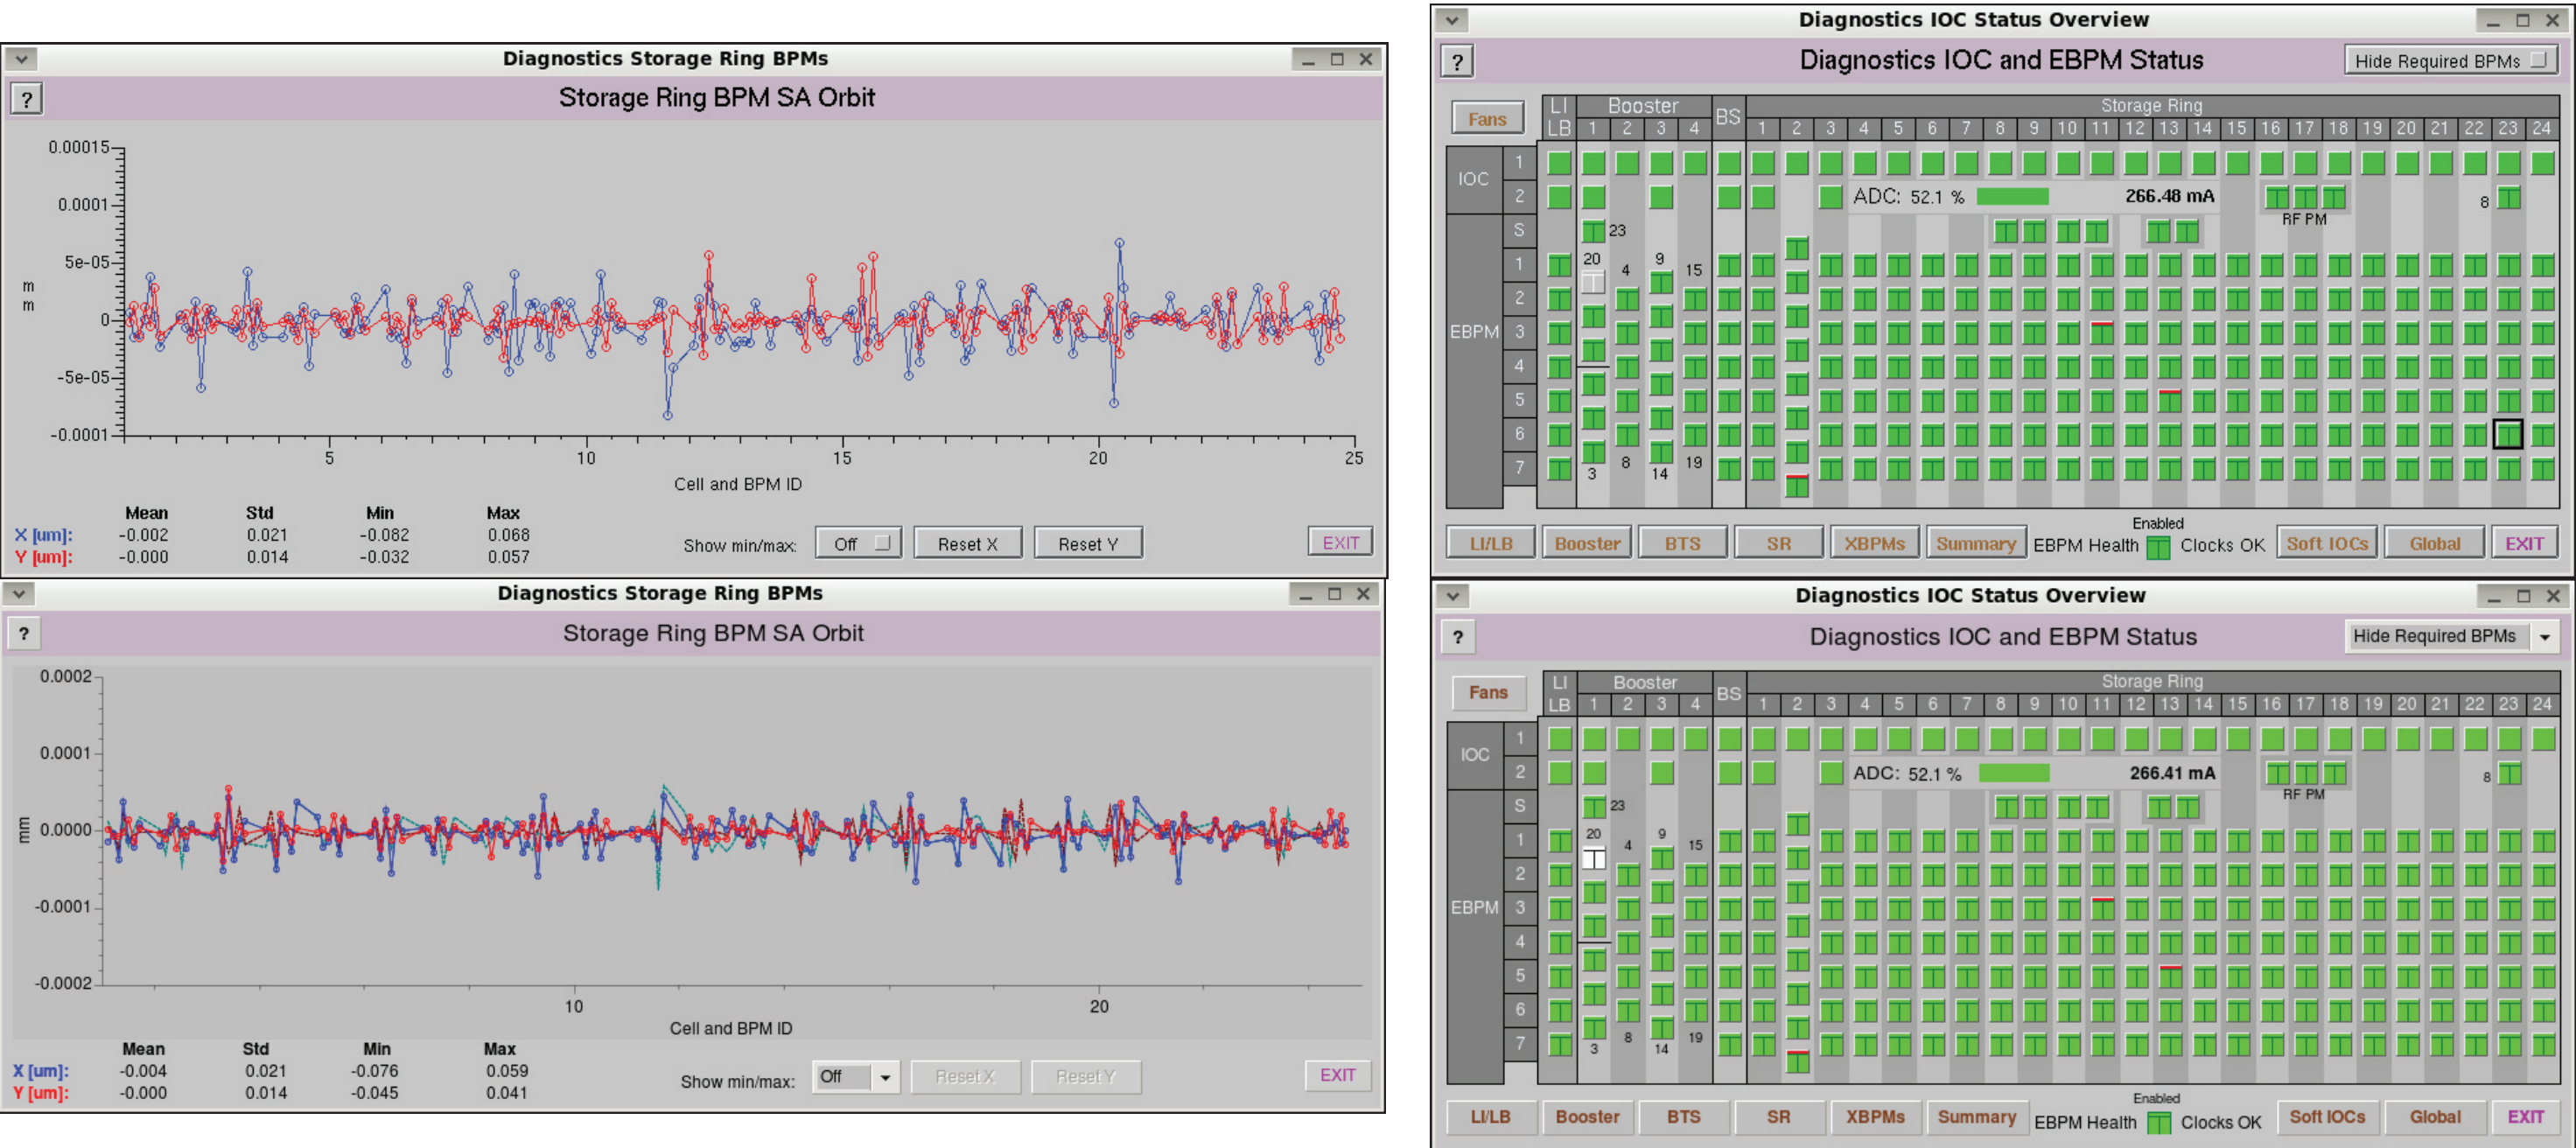 Diagnostics Storage Ring BPMs
?
Storage Ring BPM SA Orbit
0.00015
0.0001
5e-05
m
m
0
-5e-05
-0.0001
5 10 15 20 25
Cell and BPM ID
Mean Std Min Max
X [um]: -0.002 0.021 -0.082 0.068
Y [um]: -0.000 0.014 -0.032 0.057
Show min/max: Off Reset X Reset Y EXIT
Diagnostics IOC Status Overview
? Diagnostics IOC and EBPM Status Hide Required BPMs
Fans
LI Booster BS Storage Ring
LB 1 2 3 4 1 2 3 4 5 6 7 8 9 10 11 12 13 14 15 16 17 18 19 20 21 22 23 24
IOC 1
2 ADC: 52.1 % 266.48 mA 8
RF PM
S 23
EBPM
1 20 4 9 15
2
3
4
5
6
7 3 8 14 19
Enabled
LI/LB Booster BTS SR XBPMs Summary EBPM Health Clocks OK Soft IOCs Global EXIT
Diagnostics Storage Ring BPMs
?
Storage Ring BPM SA Orbit
0.0002
0.0001
mm
0.0000
-0.0001
-0.0002
10 20
Cell and BPM ID
Mean Std Min Max
X [um]: -0.004 0.021 -0.076 0.059
Y [um]: -0.000 0.014 -0.045 0.041
Show min/max: Off Reset X Reset Y EXIT
Diagnostics IOC Status Overview
? Diagnostics IOC and EBPM Status Hide Required BPMs
Fans
LI Booster BS Storage Ring
LB 1 2 3 4 1 2 3 4 5 6 7 8 9 10 11 12 13 14 15 16 17 18 19 20 21 22 23 24
IOC 1
2 ADC: 52.1 % 266.41 mA 8
RF PM
S 23
EBPM
1 20 4 9 15
2
3
4
5
6
7 3 8 14 19
Enabled
LI/LB Booster BTS SR XBPMs Summary EBPM Health Clocks OK Soft IOCs Global EXIT